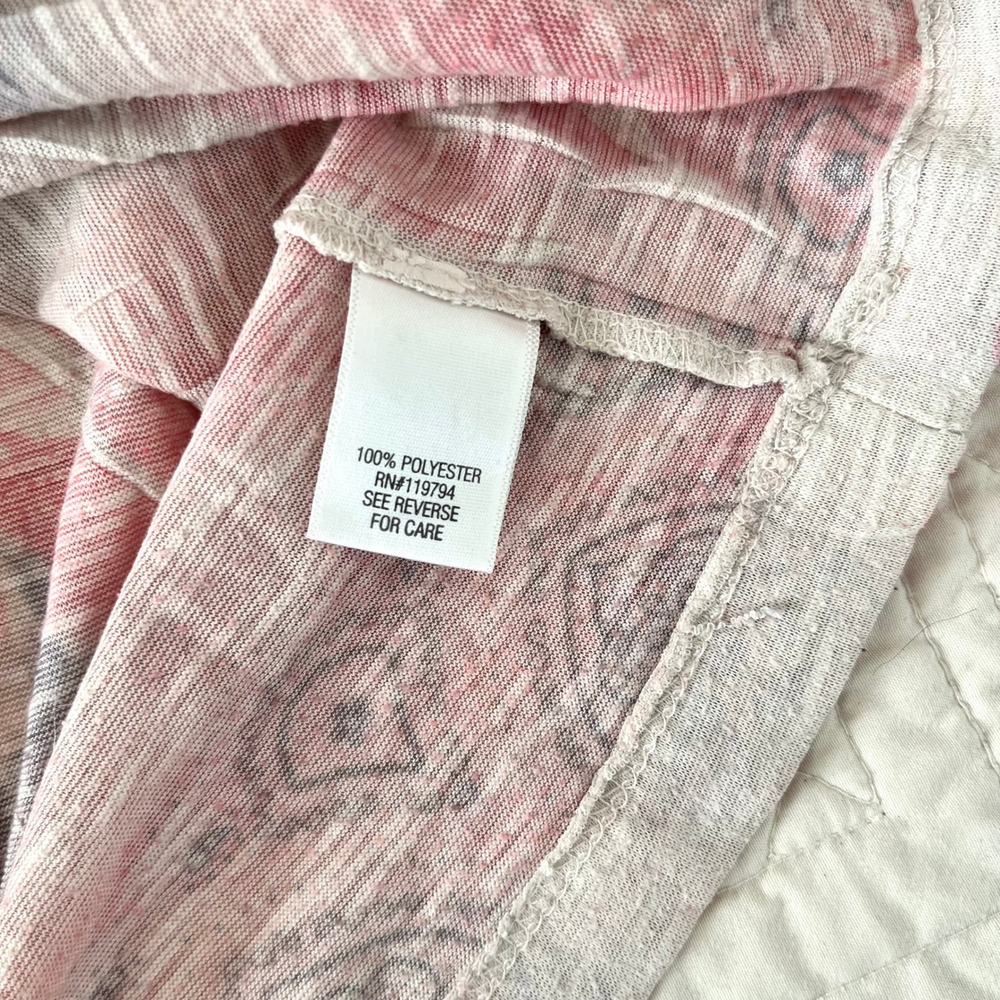 100% POLYESTER
RN#119794
SEE REVERSE
FOR CARE